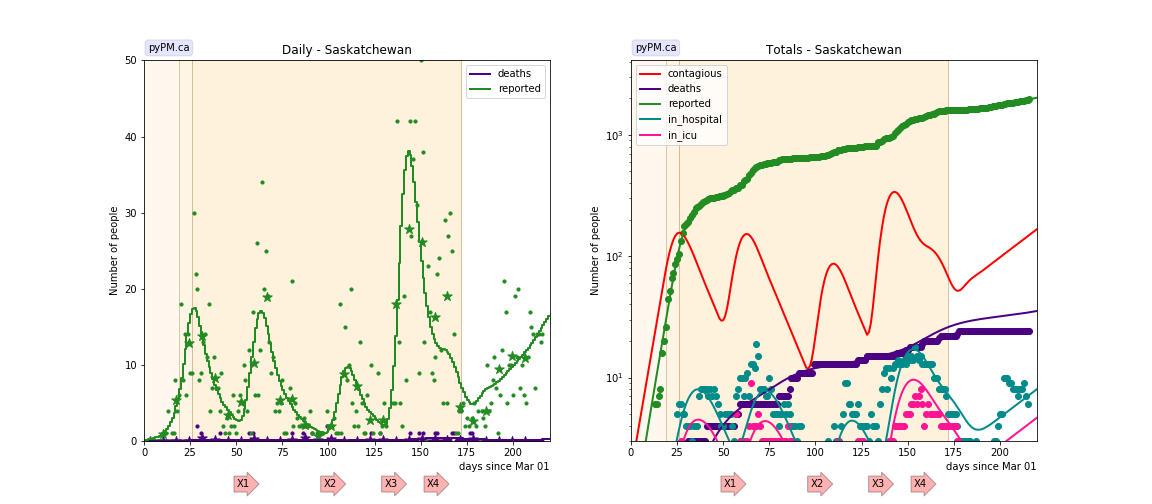 pyPM.ca
Daily - Saskatchewan
Number of people
50
40
30
20
10
0
deaths
reported
0 25 50 75 100 125 150 175 200
days since Mar 01
X1 X2 X3 X4
pyPM.ca
Totals - Saskatchewan
Number of people
10³
10²
10¹
contagious
deaths
reported
in_hospital
in_icu
0 25 50 75 100 125 150 175 200
days since Mar 01
X1 X2 X3 X4